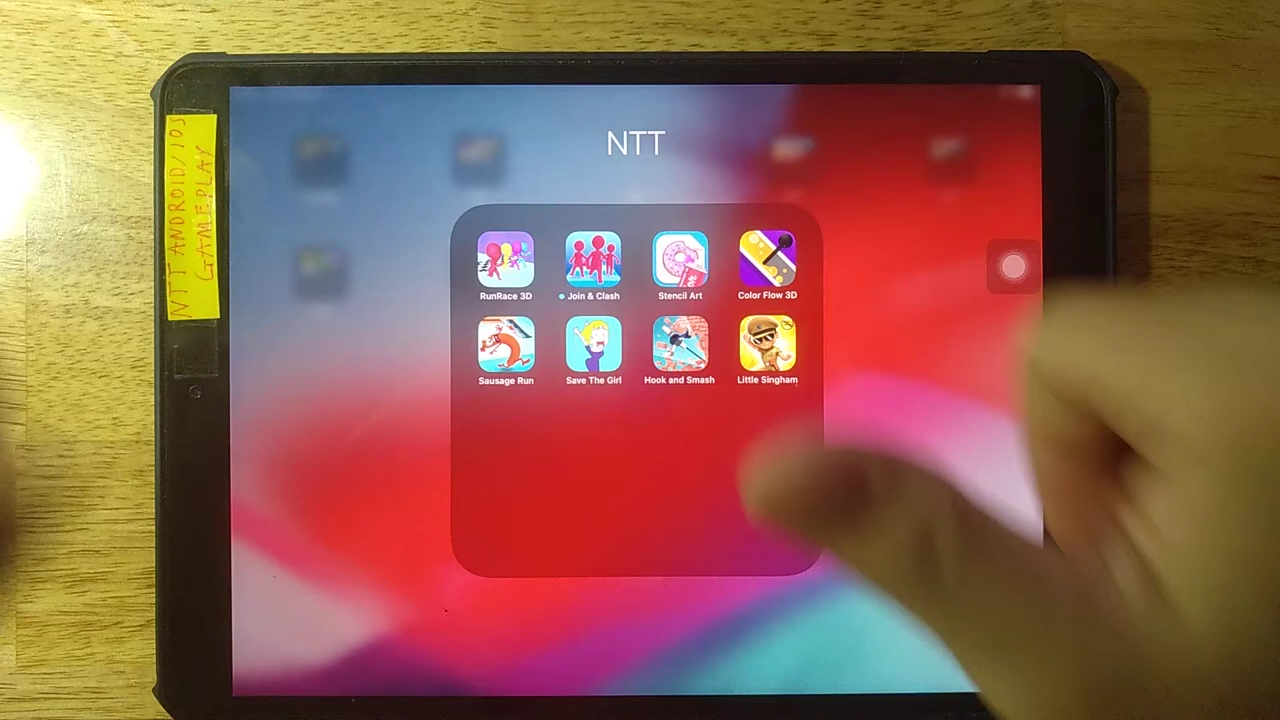 NTT ANDROID/IOS
GAMEPLAY
NTT
RunRace 3D
Join & Clash
Stencil Art
Color Flow 3D
Sausage Run
Save The Girl
Hook and Smash
Little Singham